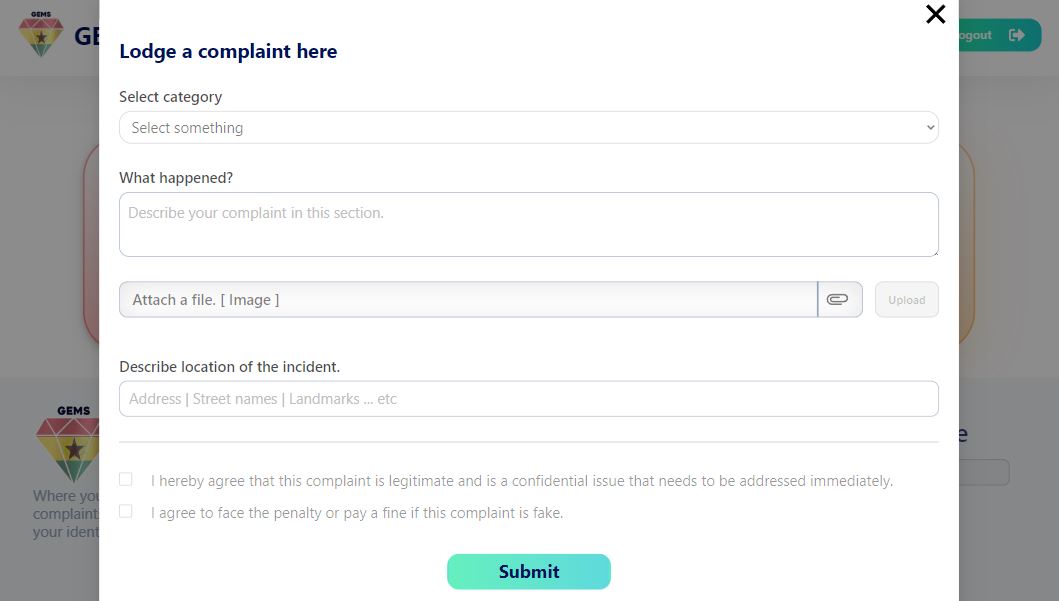 GEMS
GE
ogout
Lodge a complaint here
Select category
Select something
What happened?
Describe your complaint in this section.
Attach a file. [ Image ]
Upload
Describe location of the incident.
Address | Street names | Landmarks ... etc
GEMS
e
Where you
complaint
your ident
I hereby agree that this complaint is legitimate and is a confidential issue that needs to be addressed immediately.
I agree to face the penalty or pay a fine if this complaint is fake.
Submit